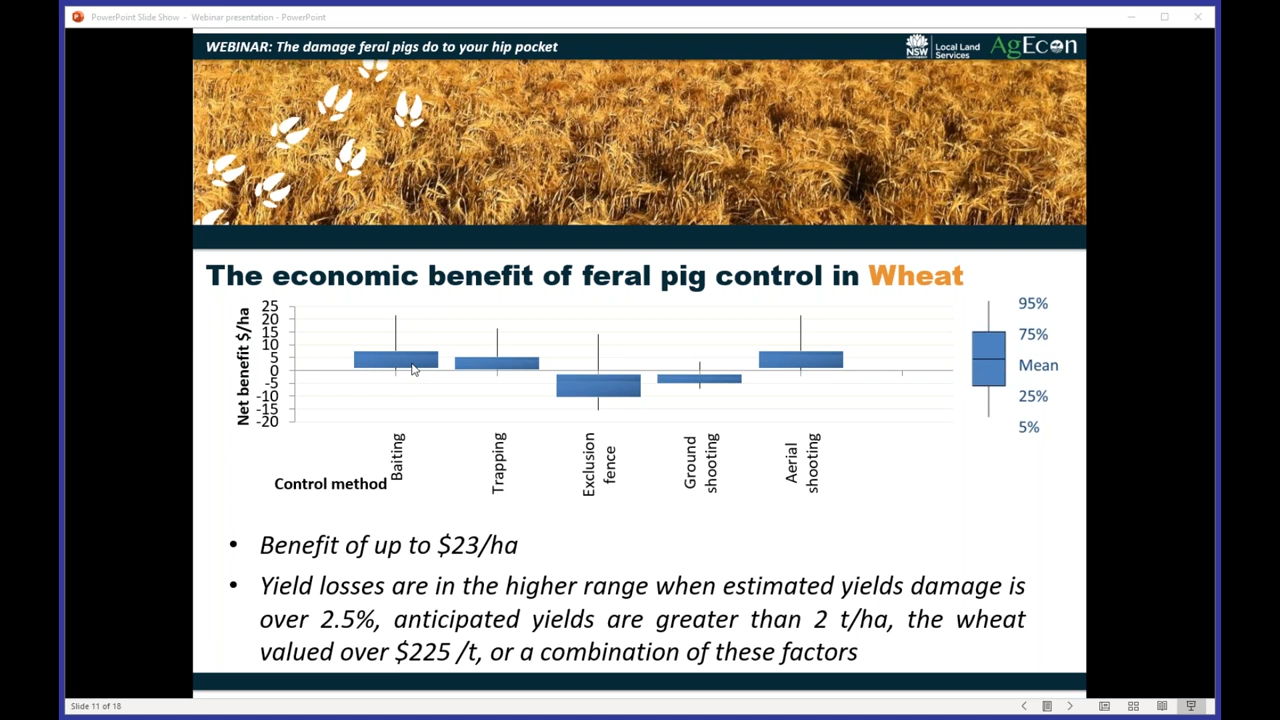 PowerPoint Slide Show - Webinar presentation - PowerPoint
WEBINAR: The damage feral pigs do to your hip pocket
NSW
Local Land
Services
AgEcon
The economic benefit of feral pig control in Wheat
Net benefit $/ha
25
20
15
10
5
0
-5
-10
-15
-20
Baiting
Trapping
Exclusion
fence
Ground
shooting
Aerial
shooting
Control method
95%
75%
Mean
25%
5%
• Benefit of up to $23/ha
• Yield losses are in the higher range when estimated yields damage is
over 2.5%, anticipated yields are greater than 2 t/ha, the wheat
valued over $225 /t, or a combination of these factors
Slide 11 of 18